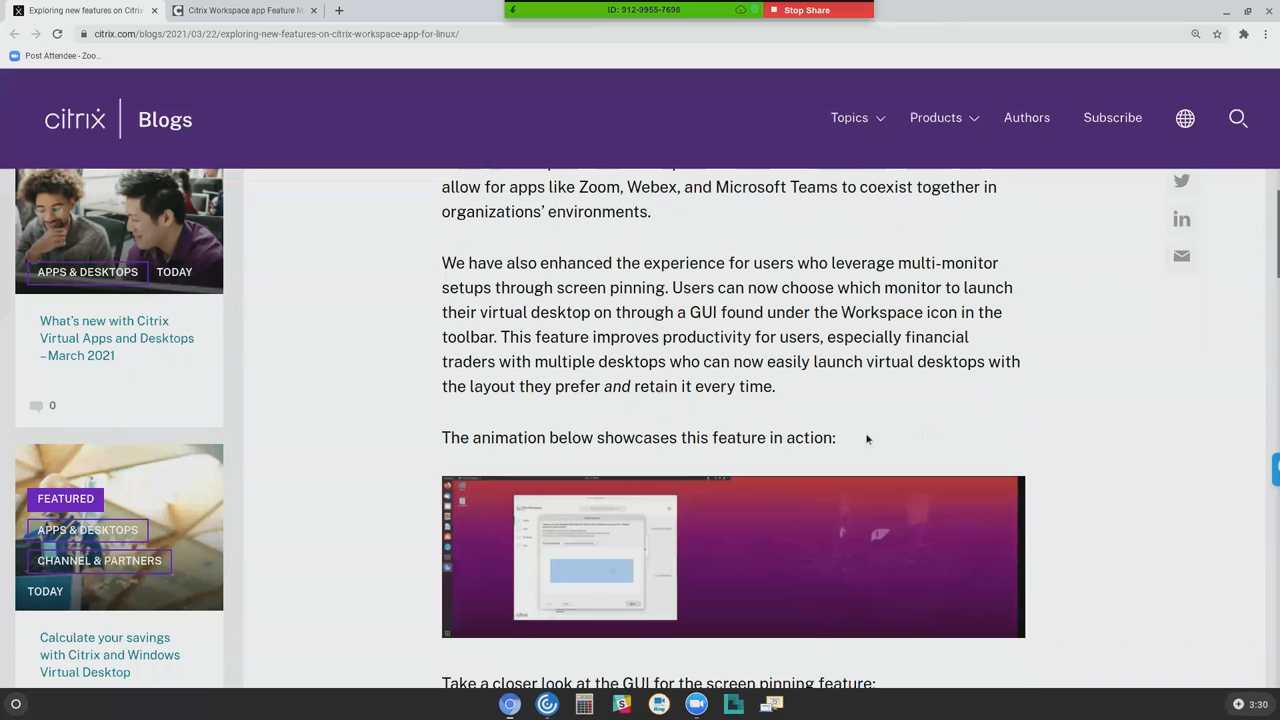 Exploring new features on Citrix
Citrix Workspace app Feature M
ID: 912-9955-7698
Stop Share
citrix.com/blogs/2021/03/22/exploring-new-features-on-citrix-workspace-app-for-linux/
Post Attendee - Zoo...
citrix | Blogs
Topics
Products
Authors
Subscribe
allow for apps like Zoom, Webex, and Microsoft Teams to coexist together in
organizations’ environments.
APPS & DESKTOPS TODAY
We have also enhanced the experience for users who leverage multi-monitor
setups through screen pinning. Users can now choose which monitor to launch
their virtual desktop on through a GUI found under the Workspace icon in the
toolbar. This feature improves productivity for users, especially financial
traders with multiple desktops who can now easily launch virtual desktops with
the layout they prefer and retain it every time.
What’s new with Citrix
Virtual Apps and Desktops
– March 2021
0
The animation below showcases this feature in action:
FEATURED
APPS & DESKTOPS
CHANNEL & PARTNERS
TODAY
citrix
Calculate your savings
with Citrix and Windows
Virtual Desktop
Take a closer look at the GUI for the screen pinning feature:
Ring
3:30